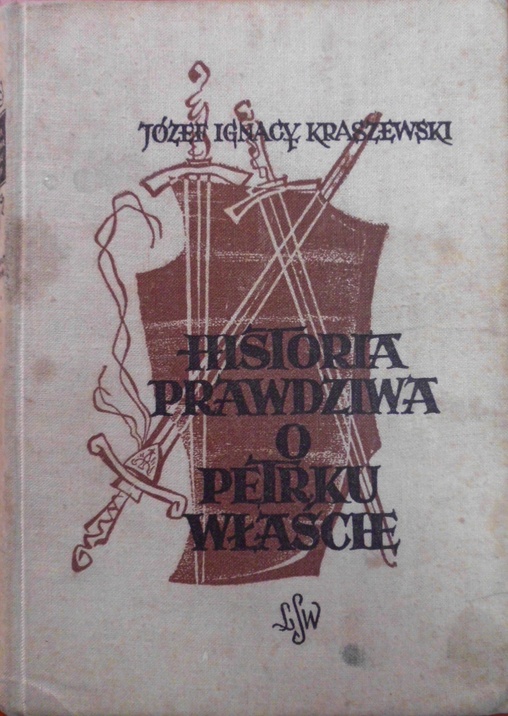 JÓZEF IGNACY KRASZEWSKI
HISTORIA
PRAWDZIWA
O
PETRKU
WŁAŚCIE
LSW